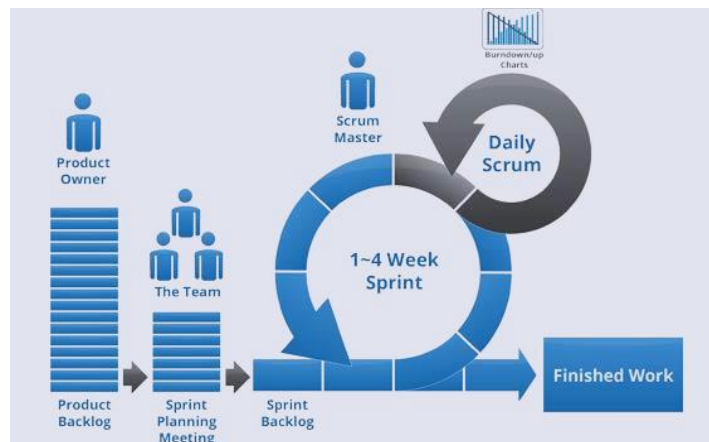 Burndown/up
Charts
Scrum
Master
Daily
Scrum
Product
Owner
The Team
1~4 Week
Sprint
Finished Work
Product
Backlog
Sprint
Planning
Meeting
Sprint
Backlog